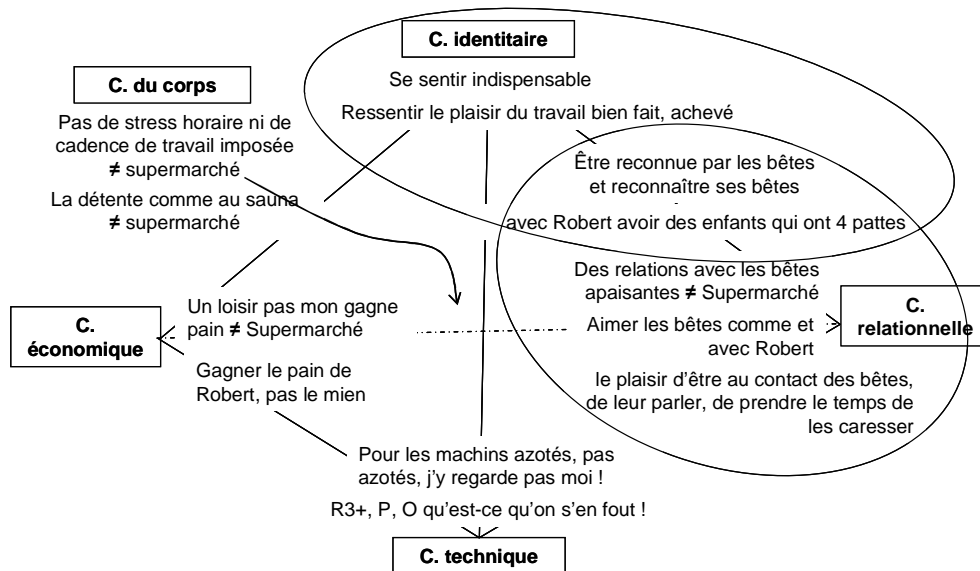 C. identitaire
Se sentir indispensable
Ressentir le plaisir du travail bien fait, achevé
C. du corps
Pas de stress horaire ni de
cadence de travail imposée
≠ supermarché
La détente comme au sauna
≠ supermarché
Être reconnue par les bêtes
et reconnaître ses bêtes
avec Robert avoir des enfants qui ont 4 pattes
Des relations avec les bêtes
apaisantes ≠ Supermarché
Aimer les bêtes comme et
avec Robert
le plaisir d'être au contact des bêtes,
de leur parler, de prendre le temps de
les caresser
C.
relationnelle
C.
économique
Un loisir pas mon gagne
pain ≠ Supermarché
Gagner le pain de
Robert, pas le mien
Pour les machins azotés, pas
azotés, j'y regarde pas moi !
R3+, P, O qu'est-ce qu'on s'en fout !
C. technique